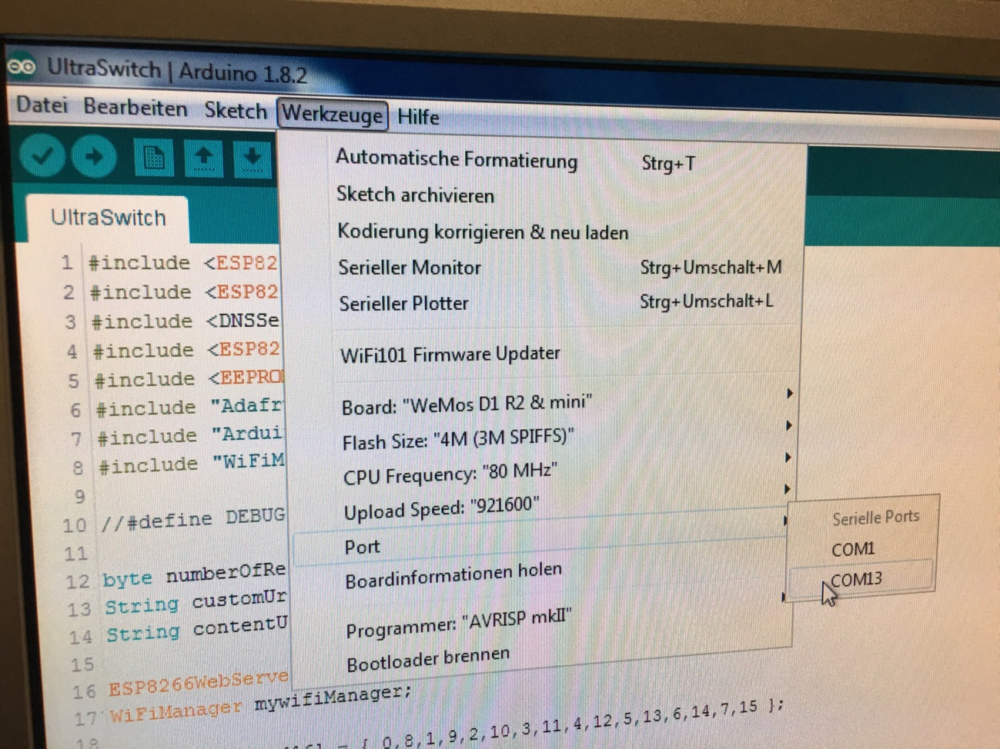 UltraSwitch | Arduino 1.8.2
Datei Bearbeiten Sketch Werkzeuge Hilfe
Automatische Formatierung Strg+T
Sketch archivieren
Kodierung korrigieren & neu laden
Serieller Monitor Strg+Umschalt+M
Serieller Plotter Strg+Umschalt+L
WiFi101 Firmware Updater
Board: "WeMos D1 R2 & mini"
Flash Size: "4M (3M SPIFFS)"
CPU Frequency: "80 MHz"
Upload Speed: "921600"
Port
Boardinformationen holen
Programmer: "AVRISP mkII"
Bootloader brennen
Serielle Ports
COM1
COM13
UltraSwitch
1 #include <ESP82
2 #include <ESP82
3 #include <DNSSe
4 #include <ESP82
5 #include <EEPRO
6 #include "Adafr
7 #include "Ardui
8 #include "WiFiM
9
10 //#define DEBUG
11
12 byte numberOfRe
13 String customUr
14 String contentU
15
16 ESP8266WebServe
17 WiFiManager mywifiManager;
18 = { 0,8,1,9,2,10,3,11,4,12,5,13,6,14,7,15 };